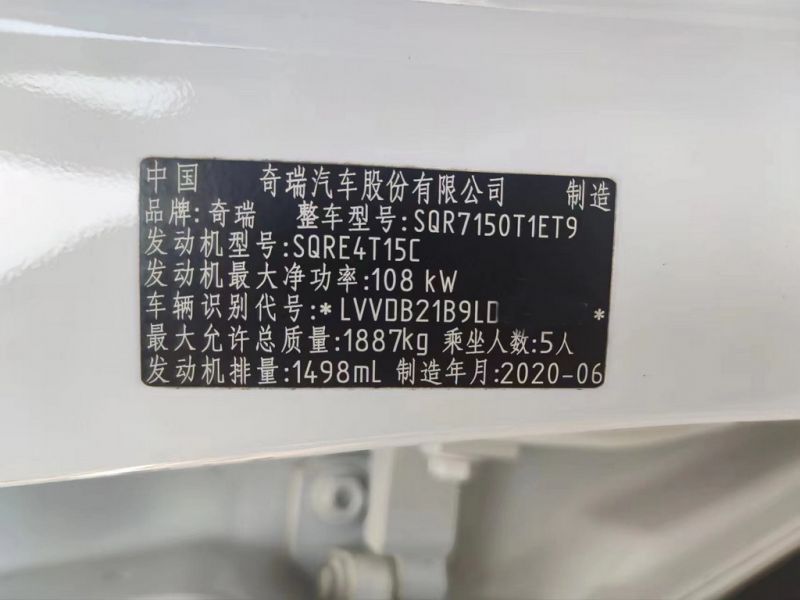 中国 奇瑞汽车股份有限公司 制造
品牌:奇瑞 整车型号:SQR7150T1ET9
发动机型号:SQRE4T15C
发动机最大净功率:108 kW
车辆识别代号:*LVVDB21B9LD *
最大允许总质量:1887kg 乘坐人数:5人
发动机排量:1498mL 制造年月:2020-06